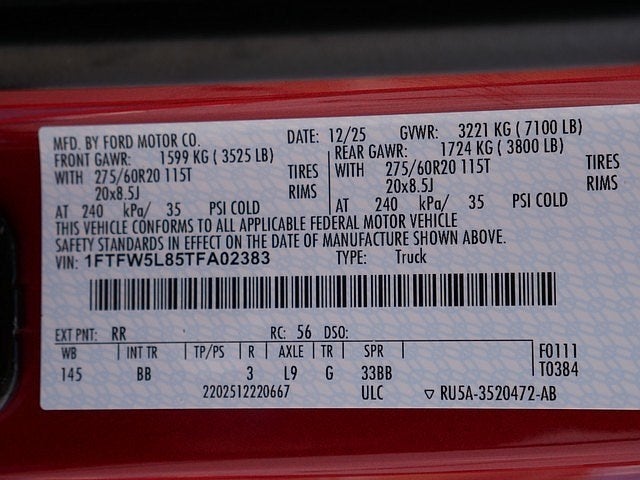 MFD. BY FORD MOTOR CO. DATE: 12/25 GVWR: 3221 KG ( 7100 LB)
FRONT GAWR: 1599 KG ( 3525 LB) REAR GAWR: 1724 KG ( 3800 LB)
WITH 275/60R20 115T TIRES WITH 275/60R20 115T TIRES
20x8.5J RIMS 20x8.5J RIMS
AT 240 kPa/ 35 PSI COLD AT 240 kPa/ 35 PSI COLD
THIS VEHICLE CONFORMS TO ALL APPLICABLE FEDERAL MOTOR VEHICLE
SAFETY STANDARDS IN EFFECT ON THE DATE OF MANUFACTURE SHOWN ABOVE.
VIN: 1FTFW5L85TFA02383 TYPE: Truck
EXT PNT: RR RC: 56 DSO:
WB INT TR TP/PS R AXLE TR SPR F0111
145 BB 3 L9 G 33BB T0384
2202512220667 ULC ▽ RU5A-3520472-AB